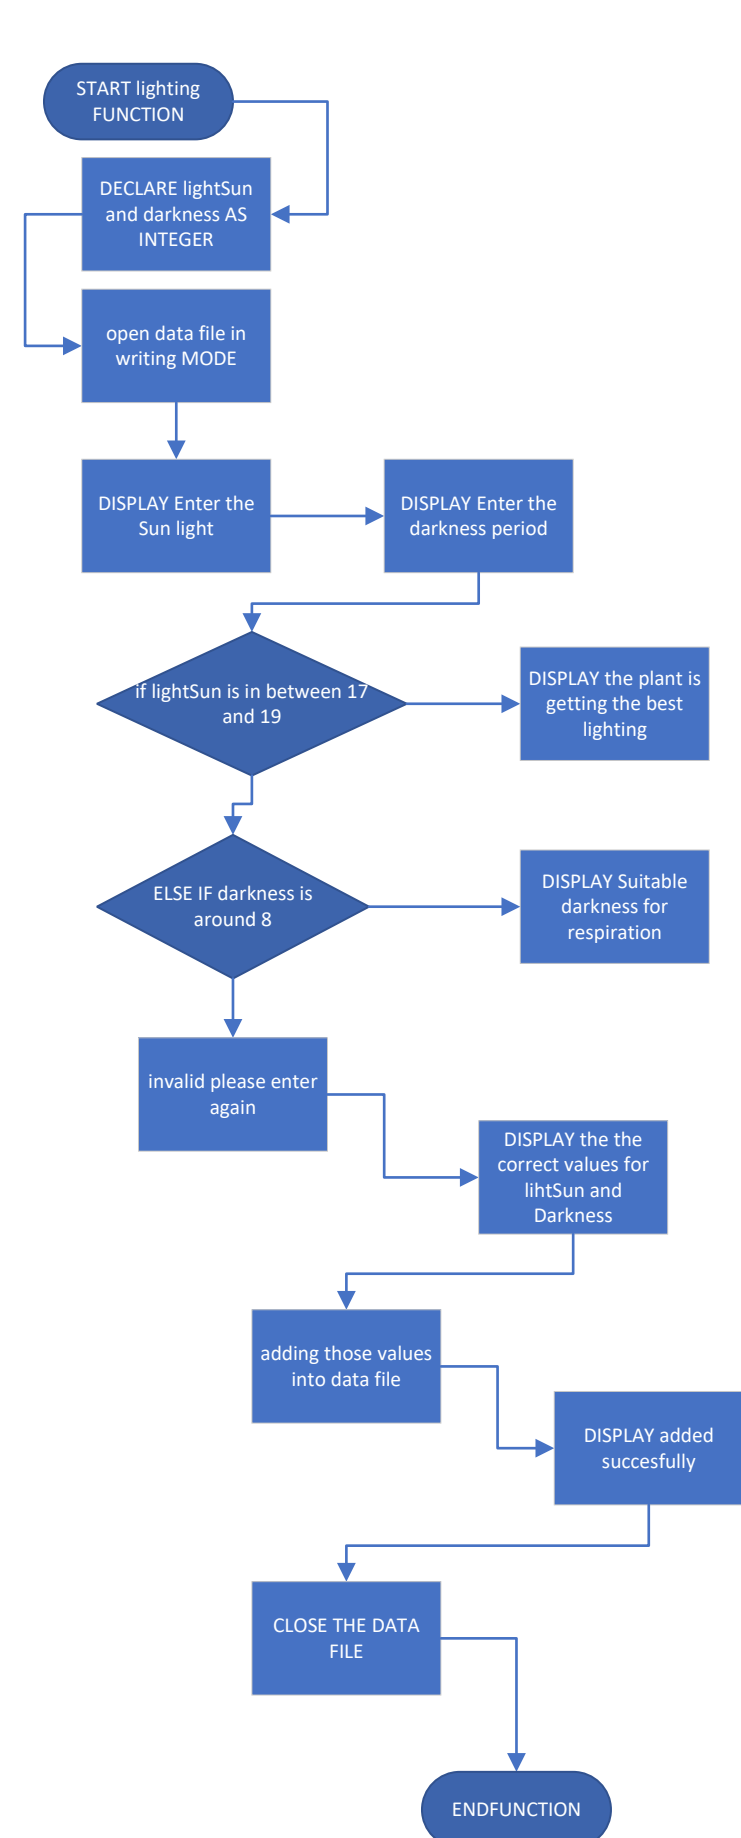 START lighting
FUNCTION
DECLARE lightSun
and darkness AS
INTEGER
open data file in
writing MODE
DISPLAY Enter the
Sun light
DISPLAY Enter the
darkness period
if lightSun is in between 17
and 19
DISPLAY the plant is
getting the best
lighting
ELSE IF darkness is
around 8
DISPLAY Suitable
darkness for
respiration
invalid please enter
again
DISPLAY the the
correct values for
lihtSun and
Darkness
adding those values
into data file
DISPLAY added
succesfully
CLOSE THE DATA
FILE
ENDFUNCTION